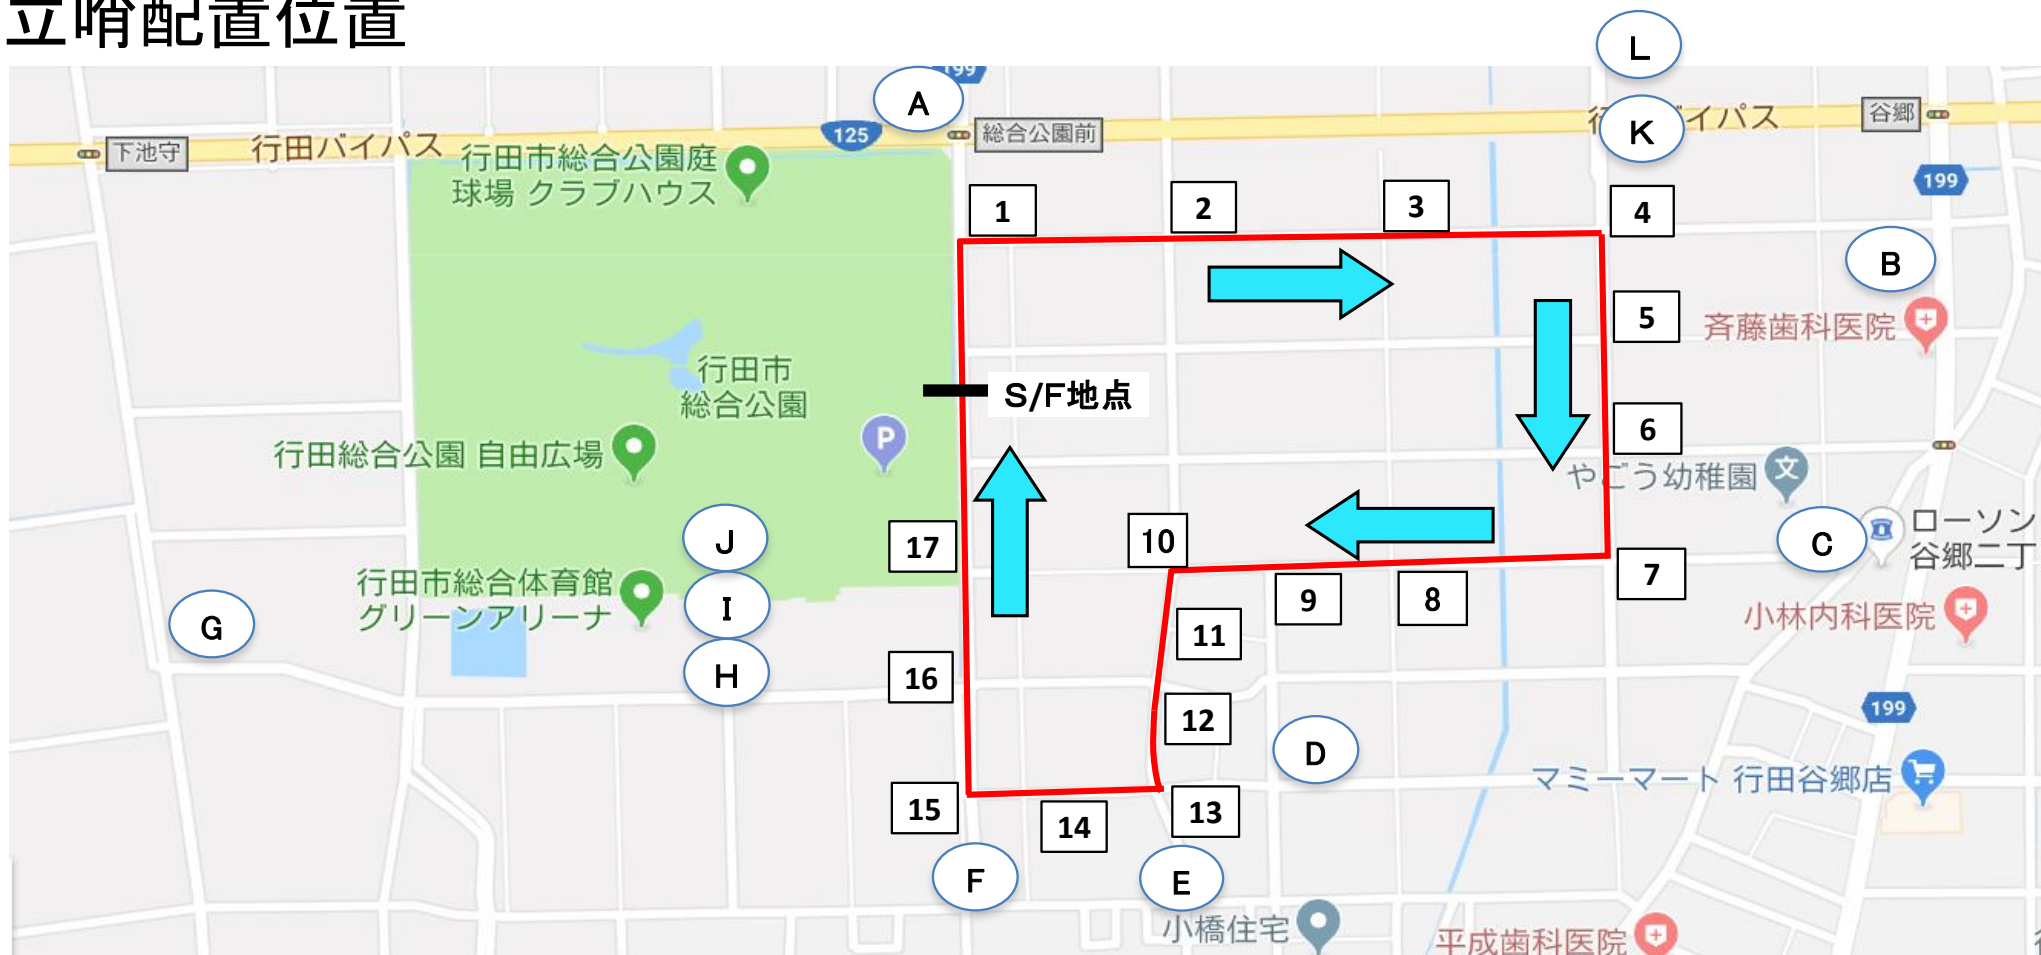 立哨配置位置
L
199
A
K
行田バイパス
125
総合公園前
イパス
谷郷
下池守
行田市総合公園庭
球場 クラブハウス
199
1
2
3
4
B
5
斉藤歯科医院
行田市
総合公園
S/F地点
P
6
行田総合公園 自由広場
やごう幼稚園
文
J
17
10
C
ローソン
谷郷二丁
行田市総合体育館
グリーンアリーナ
7
I
9
8
G
11
小林内科医院
H
16
12
199
D
マミーマート 行田谷郷店
15
14
13
F
E
小橋住宅
平成歯科医院